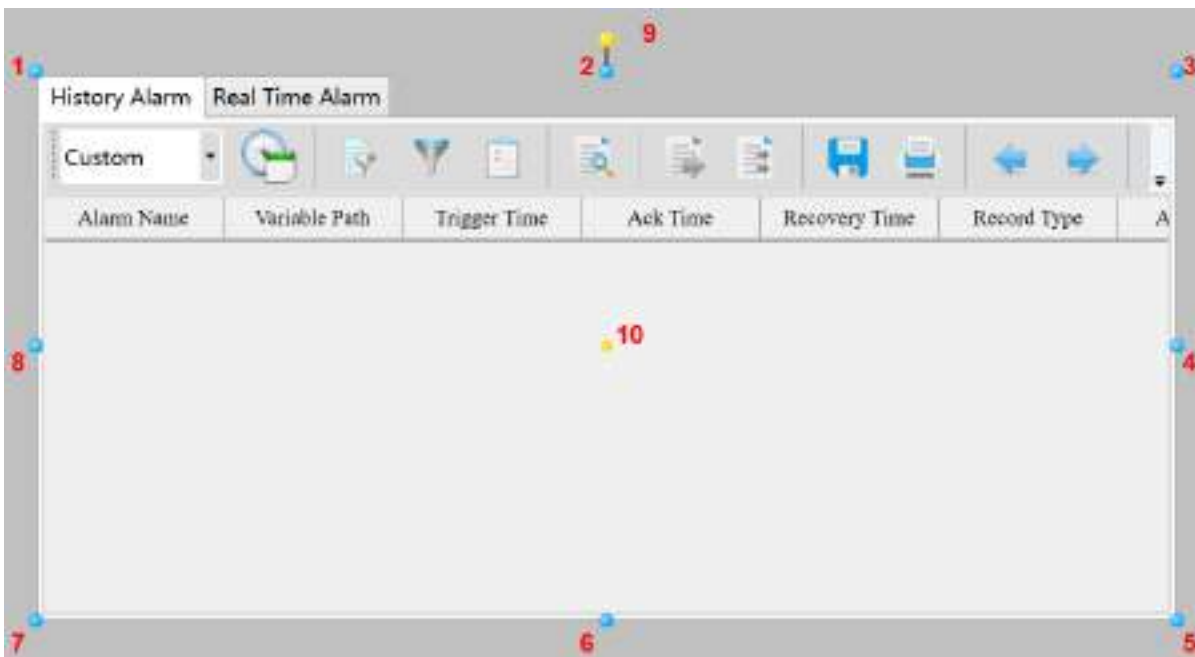 9
1 2 3
History Alarm Real Time Alarm
Custom
Alarm Name Variable Path Trigger Time Ack Time Recovery Time Record Type A
10
8 4
7 6 5